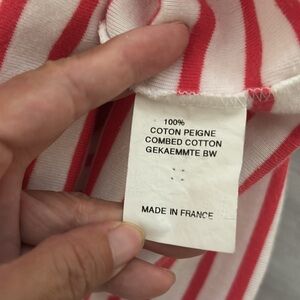 100%
COTON PEIGNE
COMBED COTTON
GEKAEMMTE BW
MADE IN FRANCE